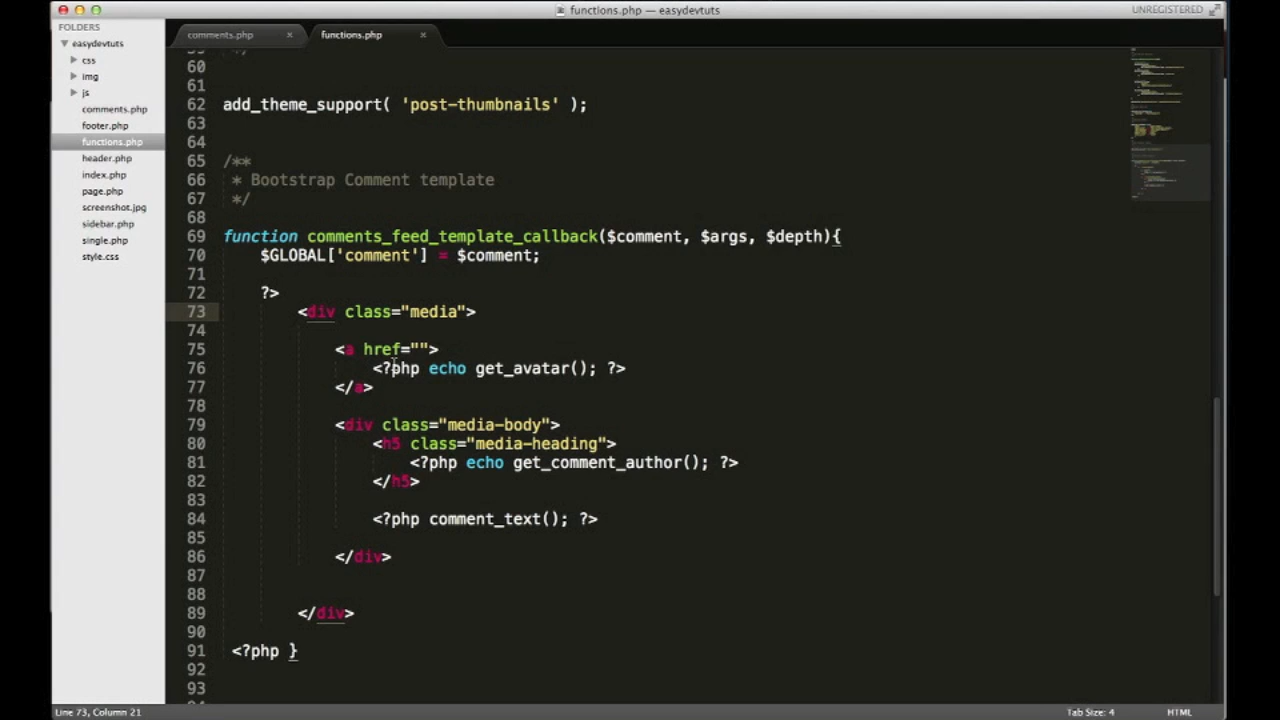 functions.php — easydevtuts
UNREGISTERED
FOLDERS
easydevtuts
css
img
js
comments.php
footer.php
functions.php
header.php
index.php
page.php
screenshot.jpg
sidebar.php
single.php
style.css
comments.php ×
functions.php ×
60
61
62 add_theme_support( 'post-thumbnails' );
63
64
65 /**
66 * Bootstrap Comment template
67 */
68
69 function comments_feed_template_callback($comment, $args, $depth){
70 $GLOBAL['comment'] = $comment;
71
72 ?>
73 <div class="media">
74
75 <a href="">
76 <?php echo get_avatar(); ?>
77 </a>
78
79 <div class="media-body">
80 <h5 class="media-heading">
81 <?php echo get_comment_author(); ?>
82 </h5>
83
84 <?php comment_text(); ?>
85
86 </div>
87
88
89 </div>
90
91 <?php }
92
93
Line 73, Column 21
Tab Size: 4
HTML